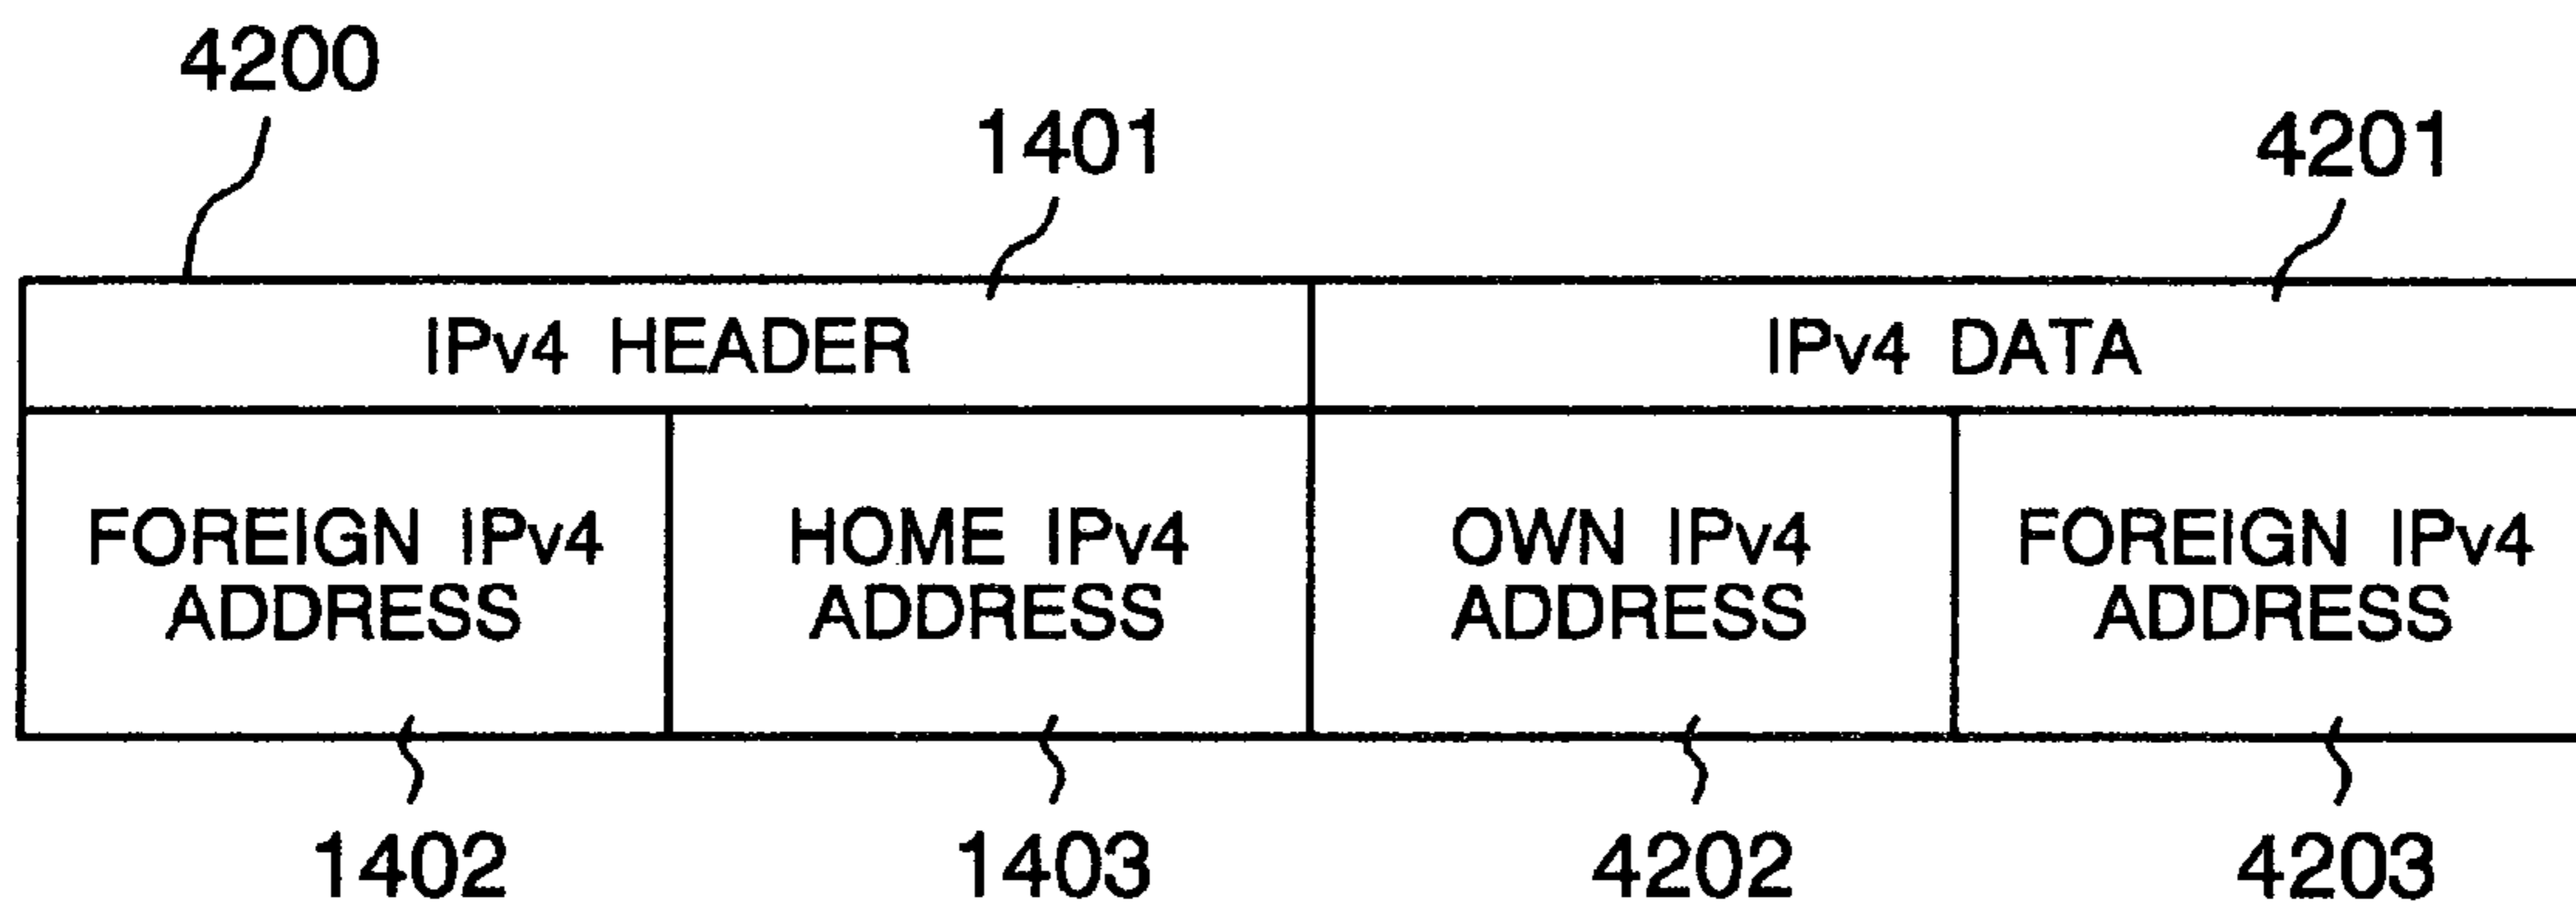 4200
1401
4201
IPv4 HEADER
IPv4 DATA
FOREIGN IPv4
ADDRESS
HOME IPv4
ADDRESS
OWN IPv4
ADDRESS
FOREIGN IPv4
ADDRESS
1402
1403
4202
4203